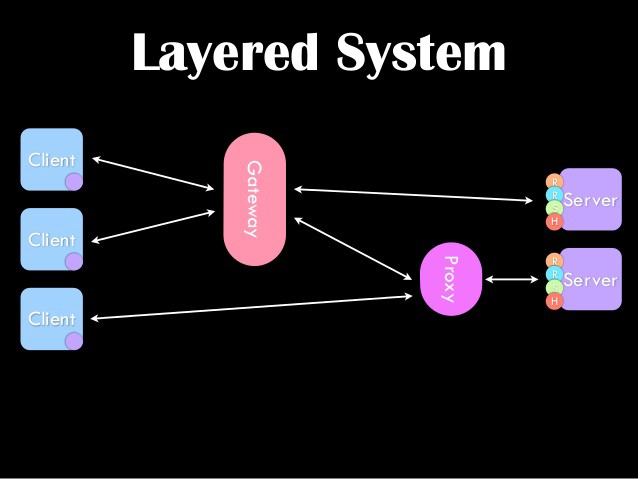 Layered System
Client
Client
Client
Gateway
Proxy
R
R
H
Server
R
R
H
Server